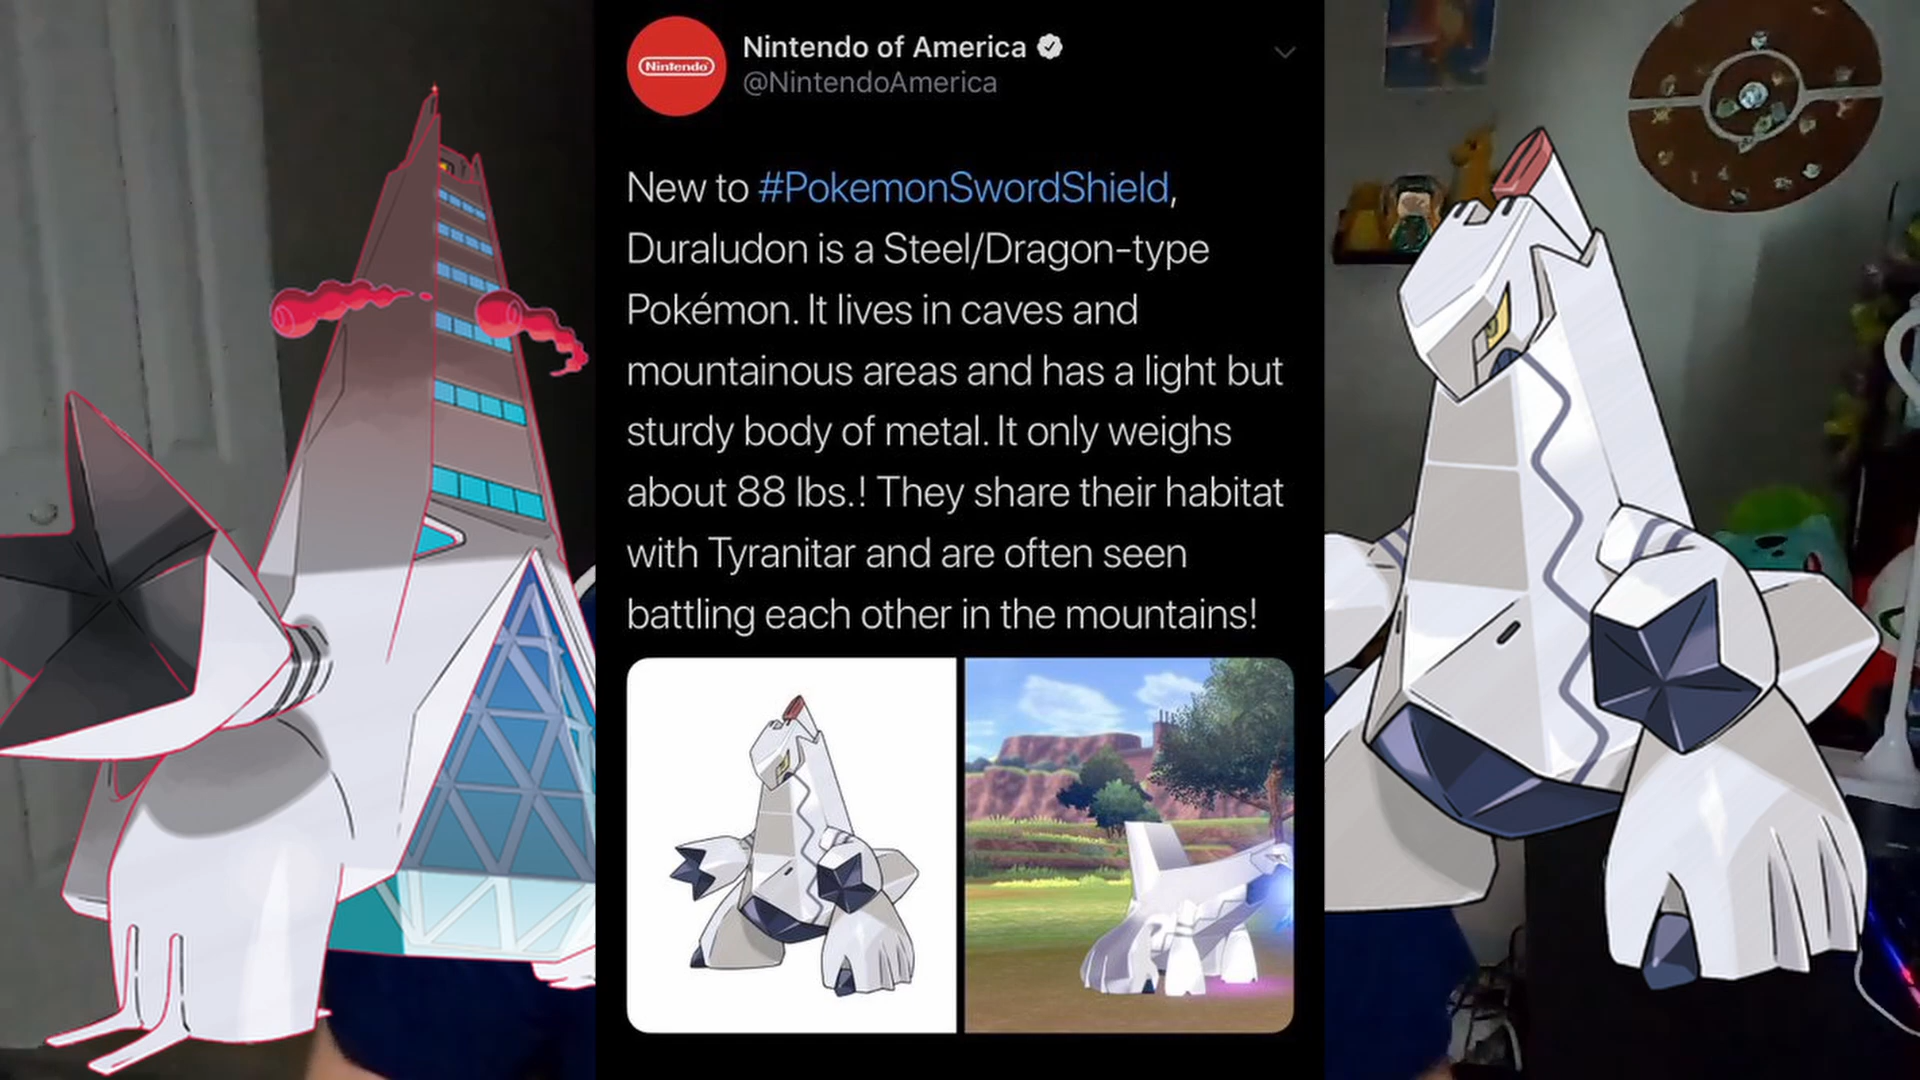 Nintendo
Nintendo of America
@NintendoAmerica
New to #PokemonSwordShield,
Duraludon is a Steel/Dragon-type
Pokémon. It lives in caves and
mountainous areas and has a light but
sturdy body of metal. It only weighs
about 88 lbs.! They share their habitat
with Tyranitar and are often seen
battling each other in the mountains!